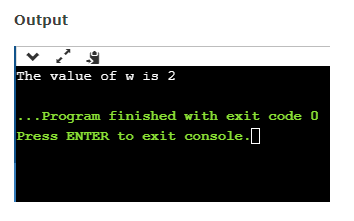 Output
The value of w is 2
...Program finished with exit code 0
Press ENTER to exit console.